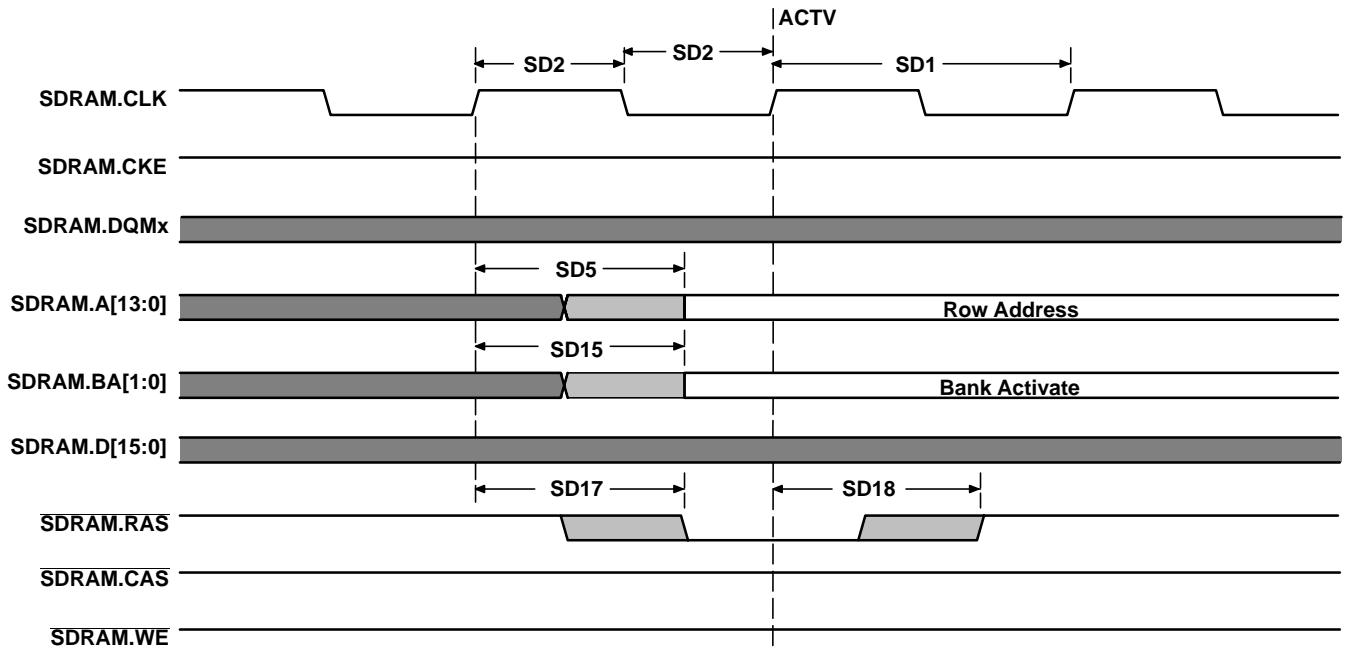 ACTV
SD2
SD2
SD1
SDRAM.CLK
SDRAM.CKE
SDRAM.DQMx
SD5
SDRAM.A[13:0]
Row Address
SD15
SDRAM.BA[1:0]
Bank Activate
SDRAM.D[15:0]
SD17
SD18
SDRAM.RAS
SDRAM.CAS
SDRAM.WE